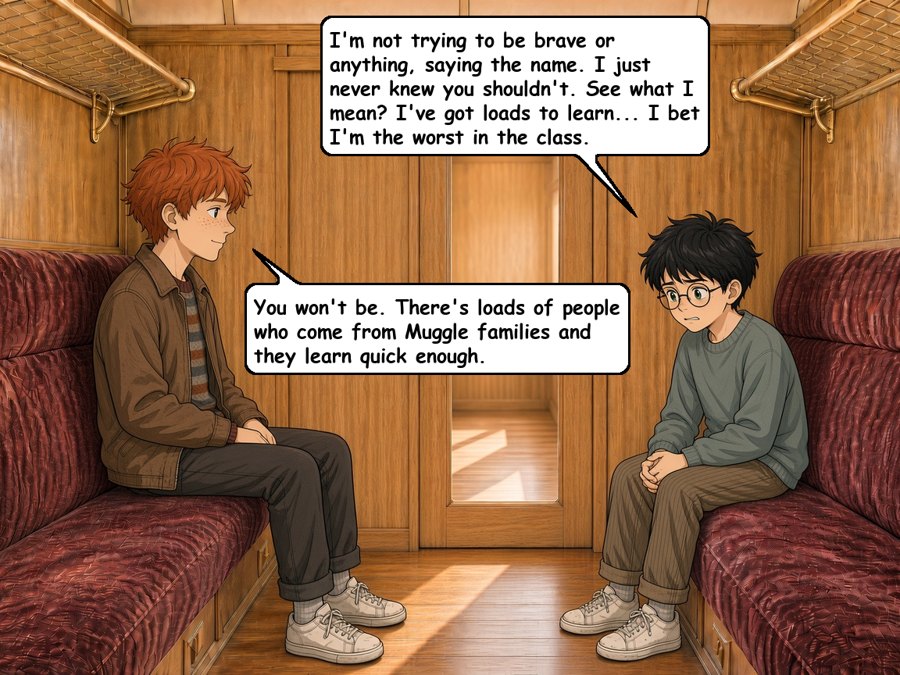 I'm not trying to be brave or
anything, saying the name. I just
never knew you shouldn't. See what I
mean? I've got loads to learn... I bet
I'm the worst in the class.
You won't be. There's loads of people
who come from Muggle families and
they learn quick enough.